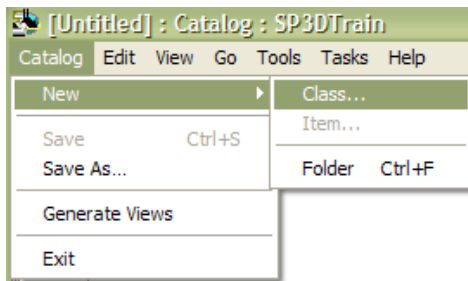 [Untitled] : Catalog : SP3DTrain
Catalog Edit View Go Tools Tasks Help
New Class...
Item...
Save Ctrl+S
Save As... Folder Ctrl+F
Generate Views
Exit